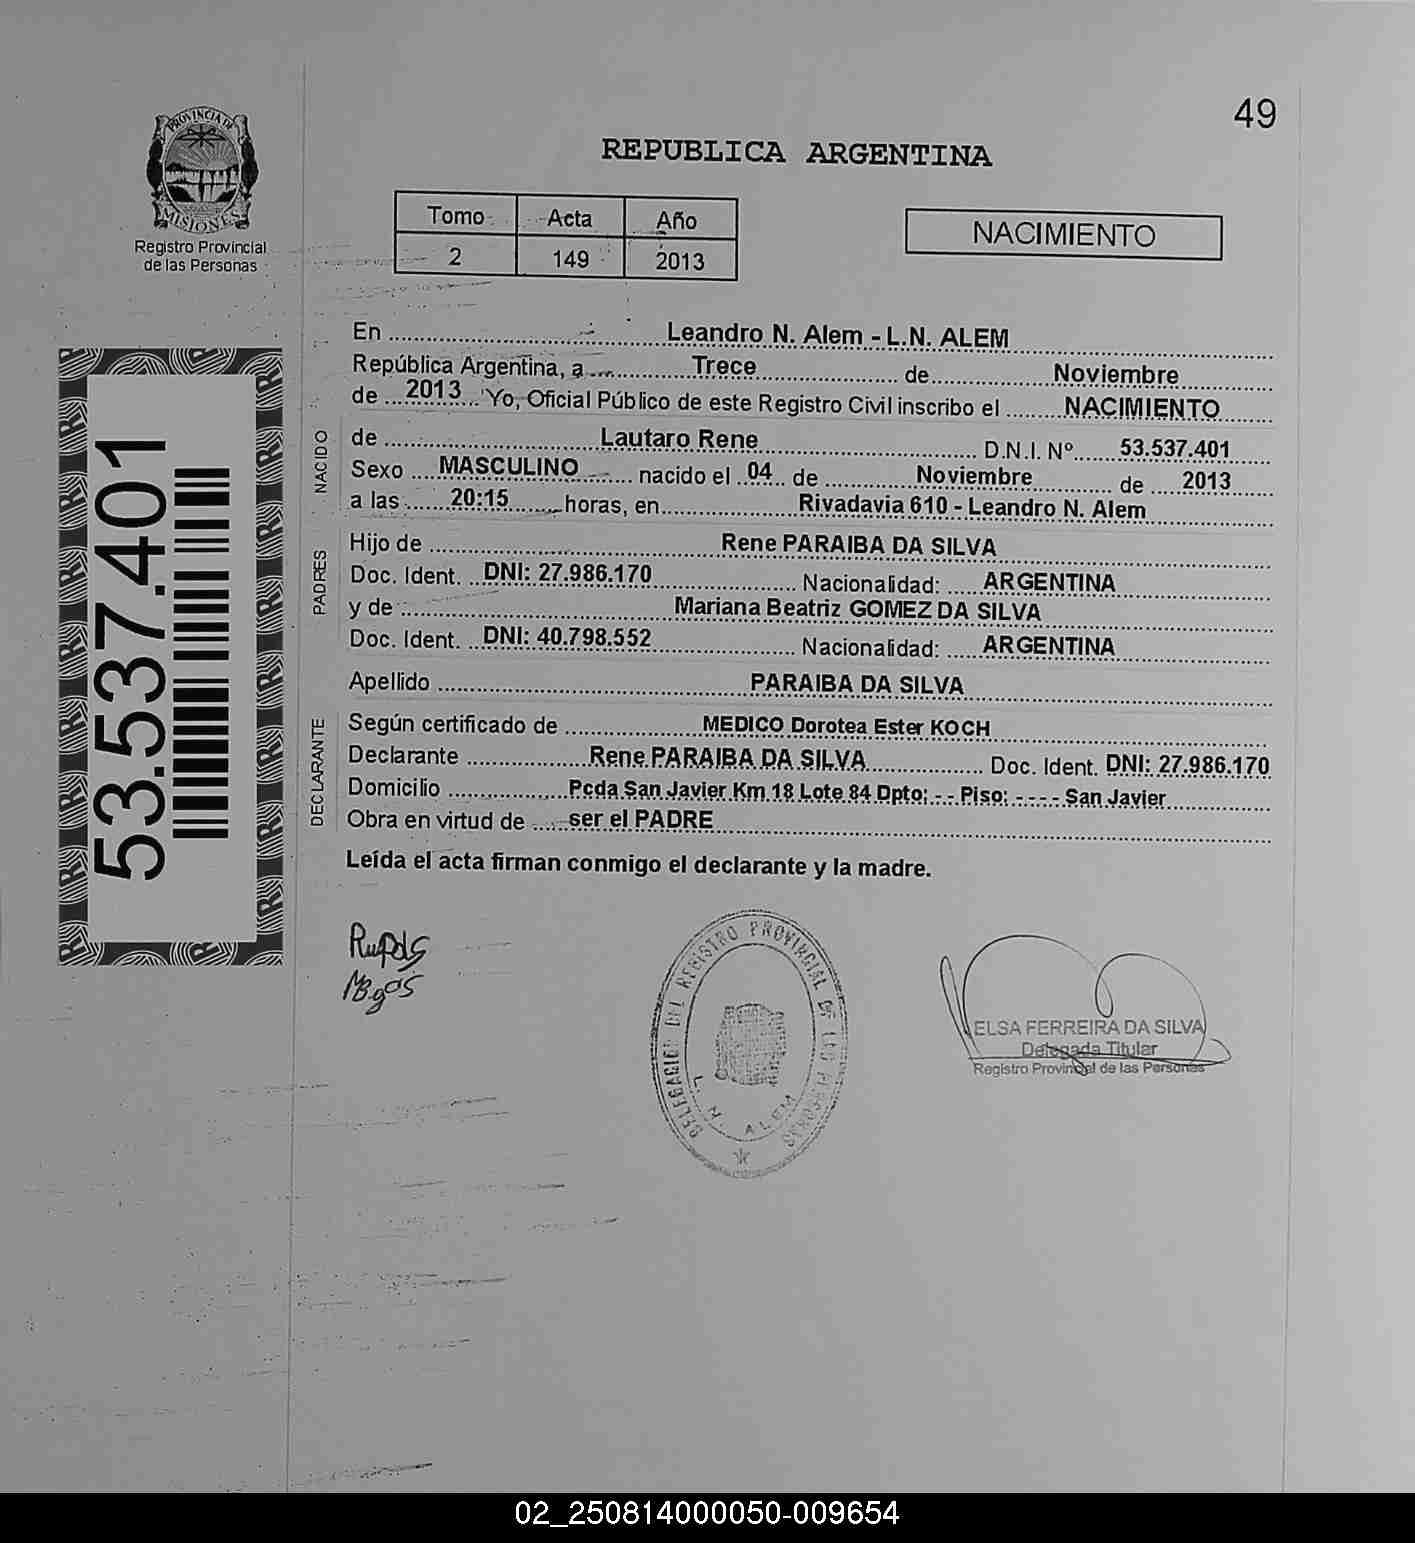 49
PROVINCIA DE
MISIONES
Registro Provincial
de las Personas
REPUBLICA ARGENTINA
Tomo Acta Año
2 149 2013
NACIMIENTO
En Leandro N. Alem - L.N. ALEM
República Argentina, a Trece de Noviembre
de 2013 Yo, Oficial Público de este Registro Civil inscribo el NACIMIENTO
NACIDO
de Lautaro Rene D.N.I. Nº 53.537.401
Sexo MASCULINO nacido el 04 de Noviembre de 2013
a las 20:15 horas, en Rivadavia 610 - Leandro N. Alem
PADRES
Hijo de Rene PARAIBA DA SILVA
Doc. Ident. DNI: 27.986.170 Nacionalidad: ARGENTINA
y de Mariana Beatriz GOMEZ DA SILVA
Doc. Ident. DNI: 40.798.552 Nacionalidad: ARGENTINA
Apellido PARAIBA DA SILVA
DECLARANTE
Según certificado de MEDICO Dorotea Ester KOCH
Declarante Rene PARAIBA DA SILVA Doc. Ident. DNI: 27.986.170
Domicilio Pcda San Javier Km 18 Lote 84 Dpto: - - Piso: - - - - San Javier
Obra en virtud de ser el PADRE
Leída el acta firman conmigo el declarante y la madre.
53.537.401
DELEGACION DEL REGISTRO PROVINCIAL DE LAS PERSONAS
L. N. ALEM
ELSA FERREIRA DA SILVA
Delegada Titular
Registro Provincial de las Personas
02_250814000050-009654